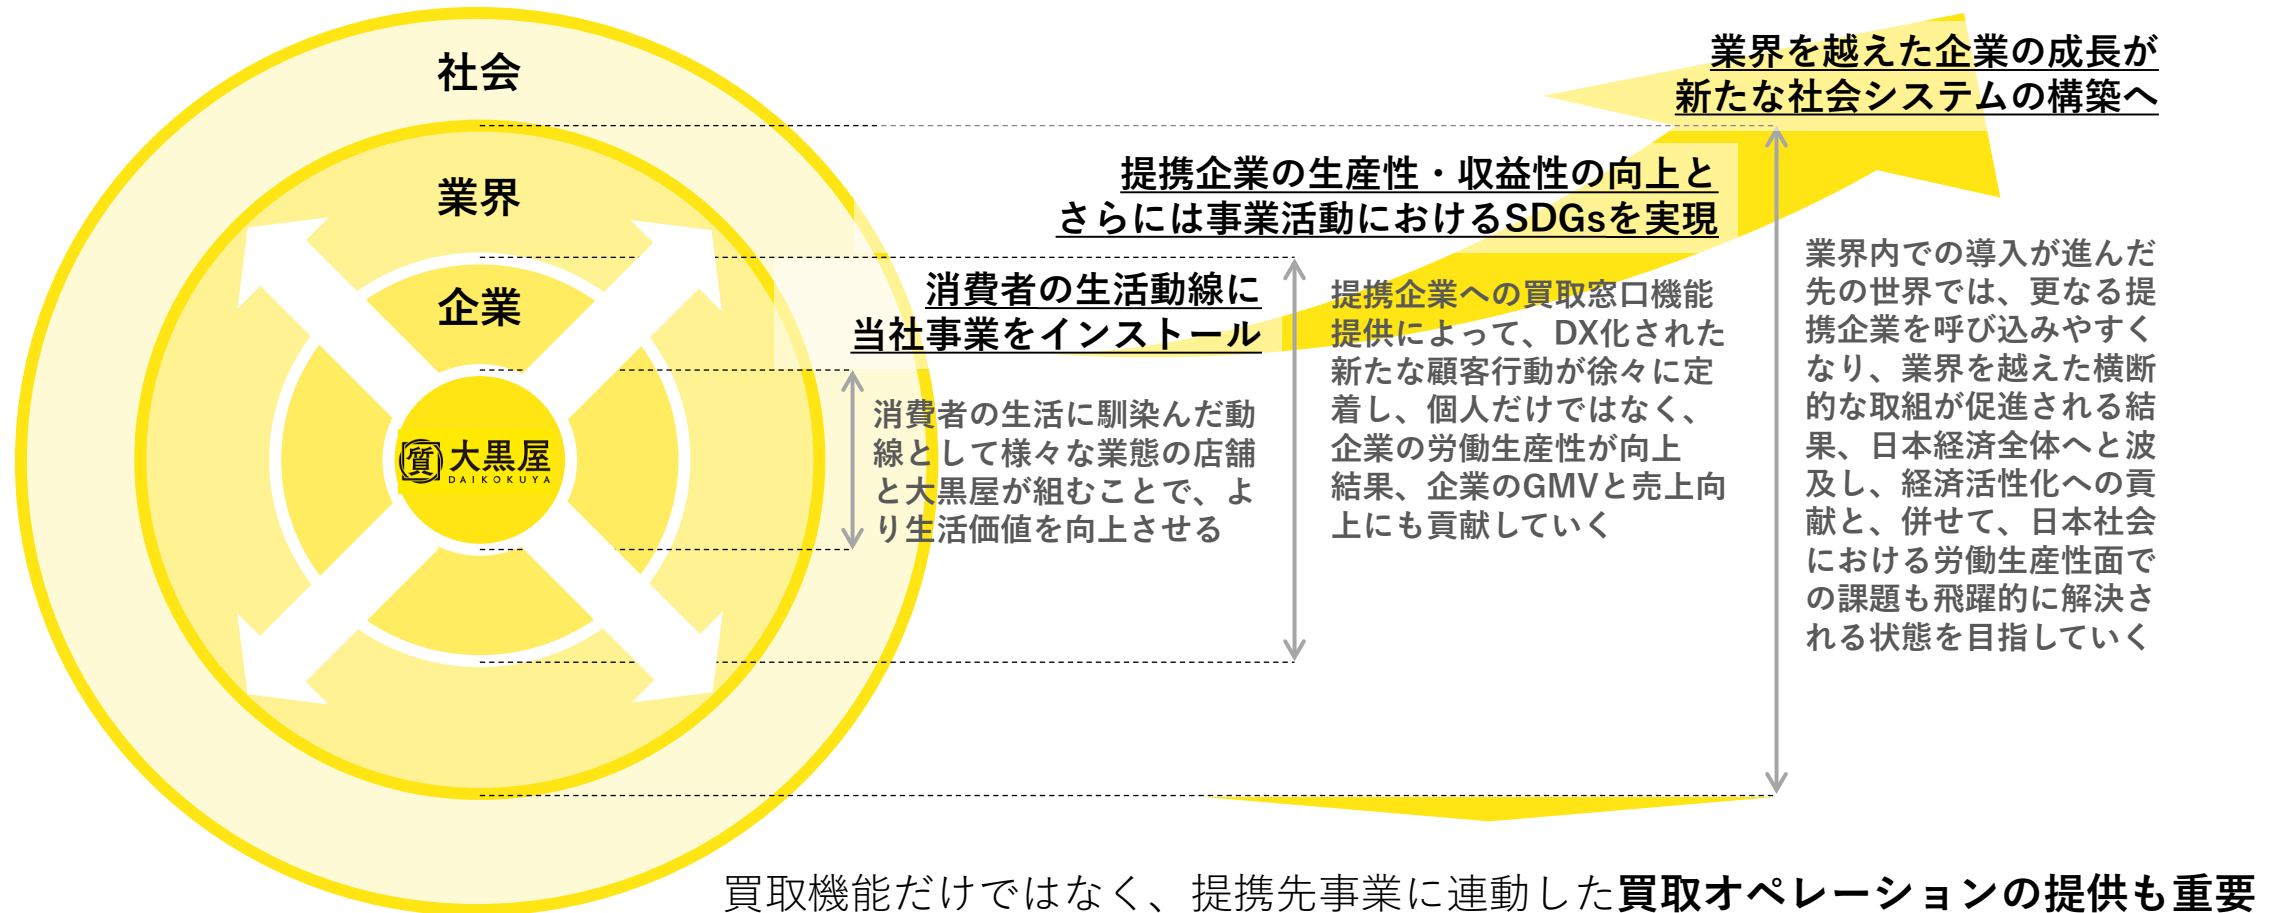 社会
業界
企業
質 大黒屋
DAIKOKUYA
業界を越えた企業の成長が
新たな社会システムの構築へ
提携企業の生産性・収益性の向上と
さらには事業活動におけるSDGsを実現
消費者の生活動線に
当社事業をインストール
消費者の生活に馴染んだ動
線として様々な業態の店舗
と大黒屋が組むことで、よ
り生活価値を向上させる
提携企業への買取窓口機能
提供によって、DX化された
新たな顧客行動が徐々に定
着し、個人だけではなく、
企業の労働生産性が向上
結果、企業のGMVと売上向
上にも貢献していく
業界内での導入が進んだ
先の世界では、更なる提
携企業を呼び込みやすく
なり、業界を越えた横断
的な取組が促進される結
果、日本経済全体へと波
及し、経済活性化への貢
献と、併せて、日本社会
における労働生産性面で
の課題も飛躍的に解決さ
れる状態を目指していく
買取機能だけではなく、提携先事業に連動した買取オペレーションの提供も重要